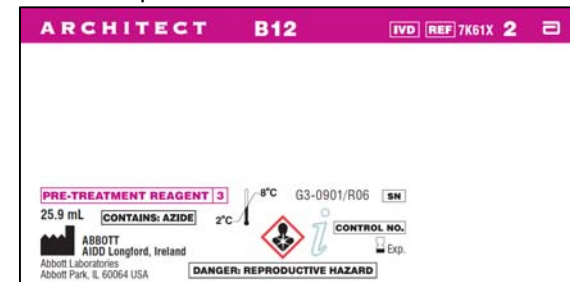 ARCHITECT B12 IVD REF 7K61X 2
PRE-TREATMENT REAGENT 3 8°C G3-0901/R06 SN
25.9 mL CONTAINS: AZIDE 2°C
CONTROL NO.
ABBOTT
AIDD Longford, Ireland Exp.
Abbott Laboratories
Abbott Park, IL 60064 USA DANGER: REPRODUCTIVE HAZARD